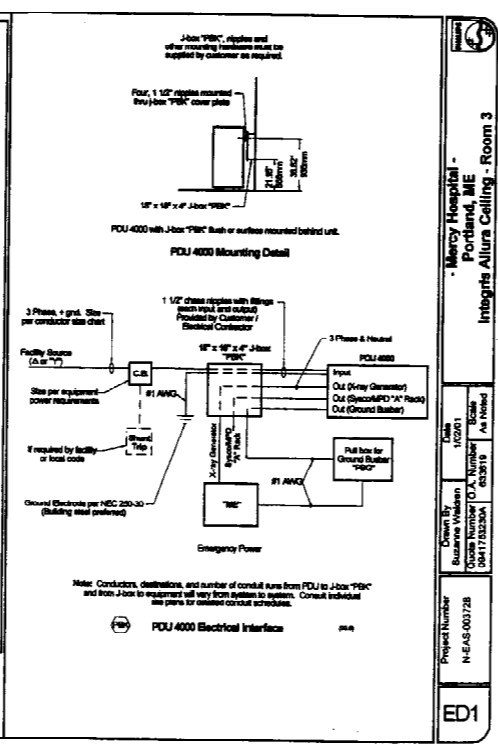 J-box "PBK", nipples and
other mounting hardware must be
supplied by customer as required.
Four, 1 1/2" nipples mounted
thru j-box "PBK" cover plate
21.65"
550mm
18" x 18" x 4" J-box "PBK"
PDU 4000 with J-box "PBK" flush or surface mounted behind unit.
PDU 4000 Mounting Detail
3 Phase, + gnd. Size
per conductor size chart
1 1/2" chase nipples with fittings
(each input and output)
Provided by Customer /
Electrical Contractor
3 Phase & Neutral
Facility Source
(Δ or "Y")
18" x 18" x 4" J-box
"PBK"
PDU 4000
Input
C.B.
Out (X-ray Generator)
Out (Sysco/MPD "A" Rack)
Out (Ground Busbar)
Size per equipment
power requirements
#1 AWG
Shunt
Trip
If required by facility
or local code
X-ray Generator
Sysco/MPD
"A" Rack
Pull box for
Ground Busbar
"PBG"
#1 AWG
Ground Electrode per NEC 250-30
(Building steel preferred)
"ME"
Emergency Power
Note: Conductors, destinations, and number of conduit runs from PDU to J-box "PBK"
and from J-box to equipment will vary from system to system. Consult individual
site plans for detailed conduit schedules.
PBK
PDU 4000 Electrical Interface
PHILIPS
- Mercy Hospital -
Portland, ME
Integris Allura Ceiling - Room 3
Date
1/02/01
Scale
As Noted
Drawn By
Suzanne Waldren
Quote Number
0941753230A
O.A. Number
633619
Project Number
N-EAS-003728
ED1